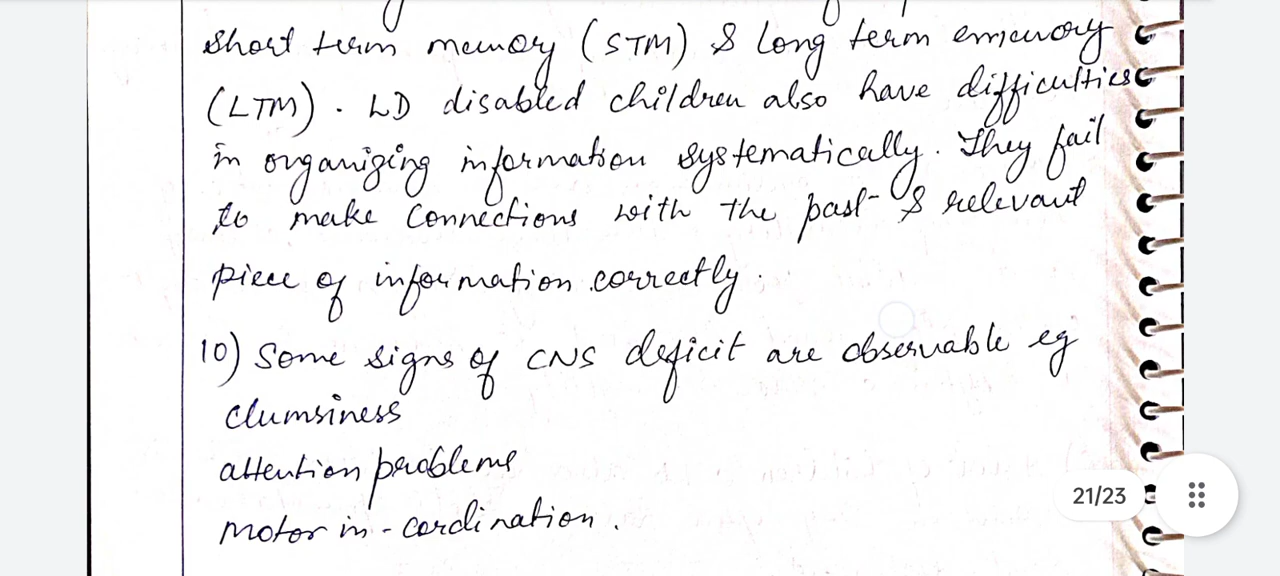 short term memory (STM) & long term ememory
(LTM). LD disabled children also have difficulties
in organizing information systematically. They fail
to make connections with the past & relevant
piece of information correctly.
10) Some signs of CNS deficit are observable eg
clumsiness
attention problems
motor in-cordination.
21/23